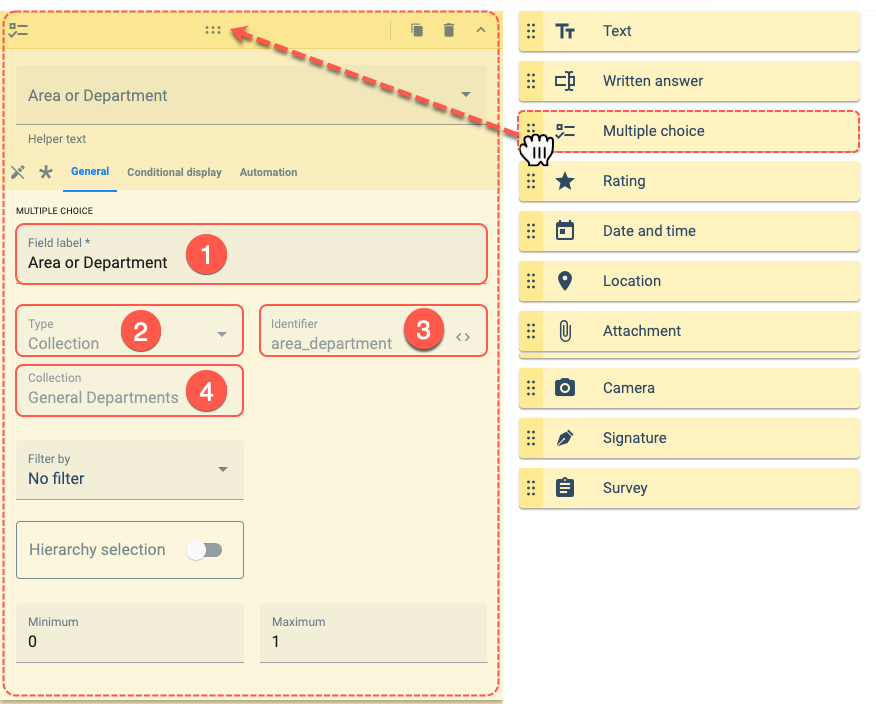 Area or Department
Helper text
General Conditional display Automation
MULTIPLE CHOICE
Field label *
Area or Department
1
Type
Collection
2
Identifier
area_department
3
<>
Collection
General Departments
4
Filter by
No filter
Hierarchy selection
Minimum
0
Maximum
1
Text
Written answer
Multiple choice
Rating
Date and time
Location
Attachment
Camera
Signature
Survey